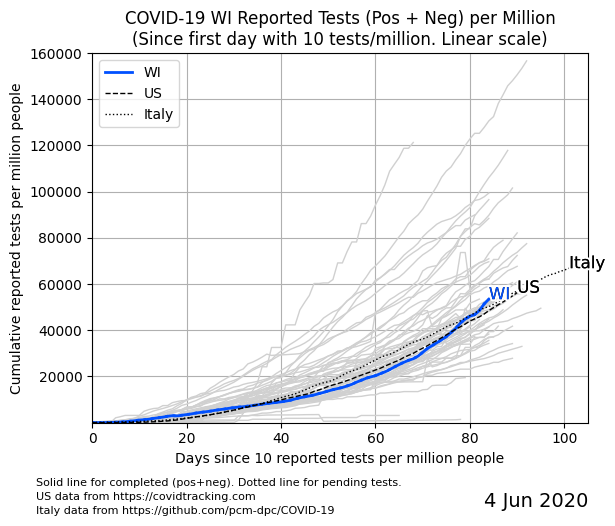 COVID-19 WI Reported Tests (Pos + Neg) per Million
(Since first day with 10 tests/million. Linear scale)
Cumulative reported tests per million people
160000
140000
120000
100000
80000
60000
40000
20000
WI
US
Italy
Italy
US
WI
0
20
40
60
80
100
Days since 10 reported tests per million people
Solid line for completed (pos+neg). Dotted line for pending tests.
US data from https://covidtracking.com
Italy data from https://github.com/pcm-dpc/COVID-19
4 Jun 2020